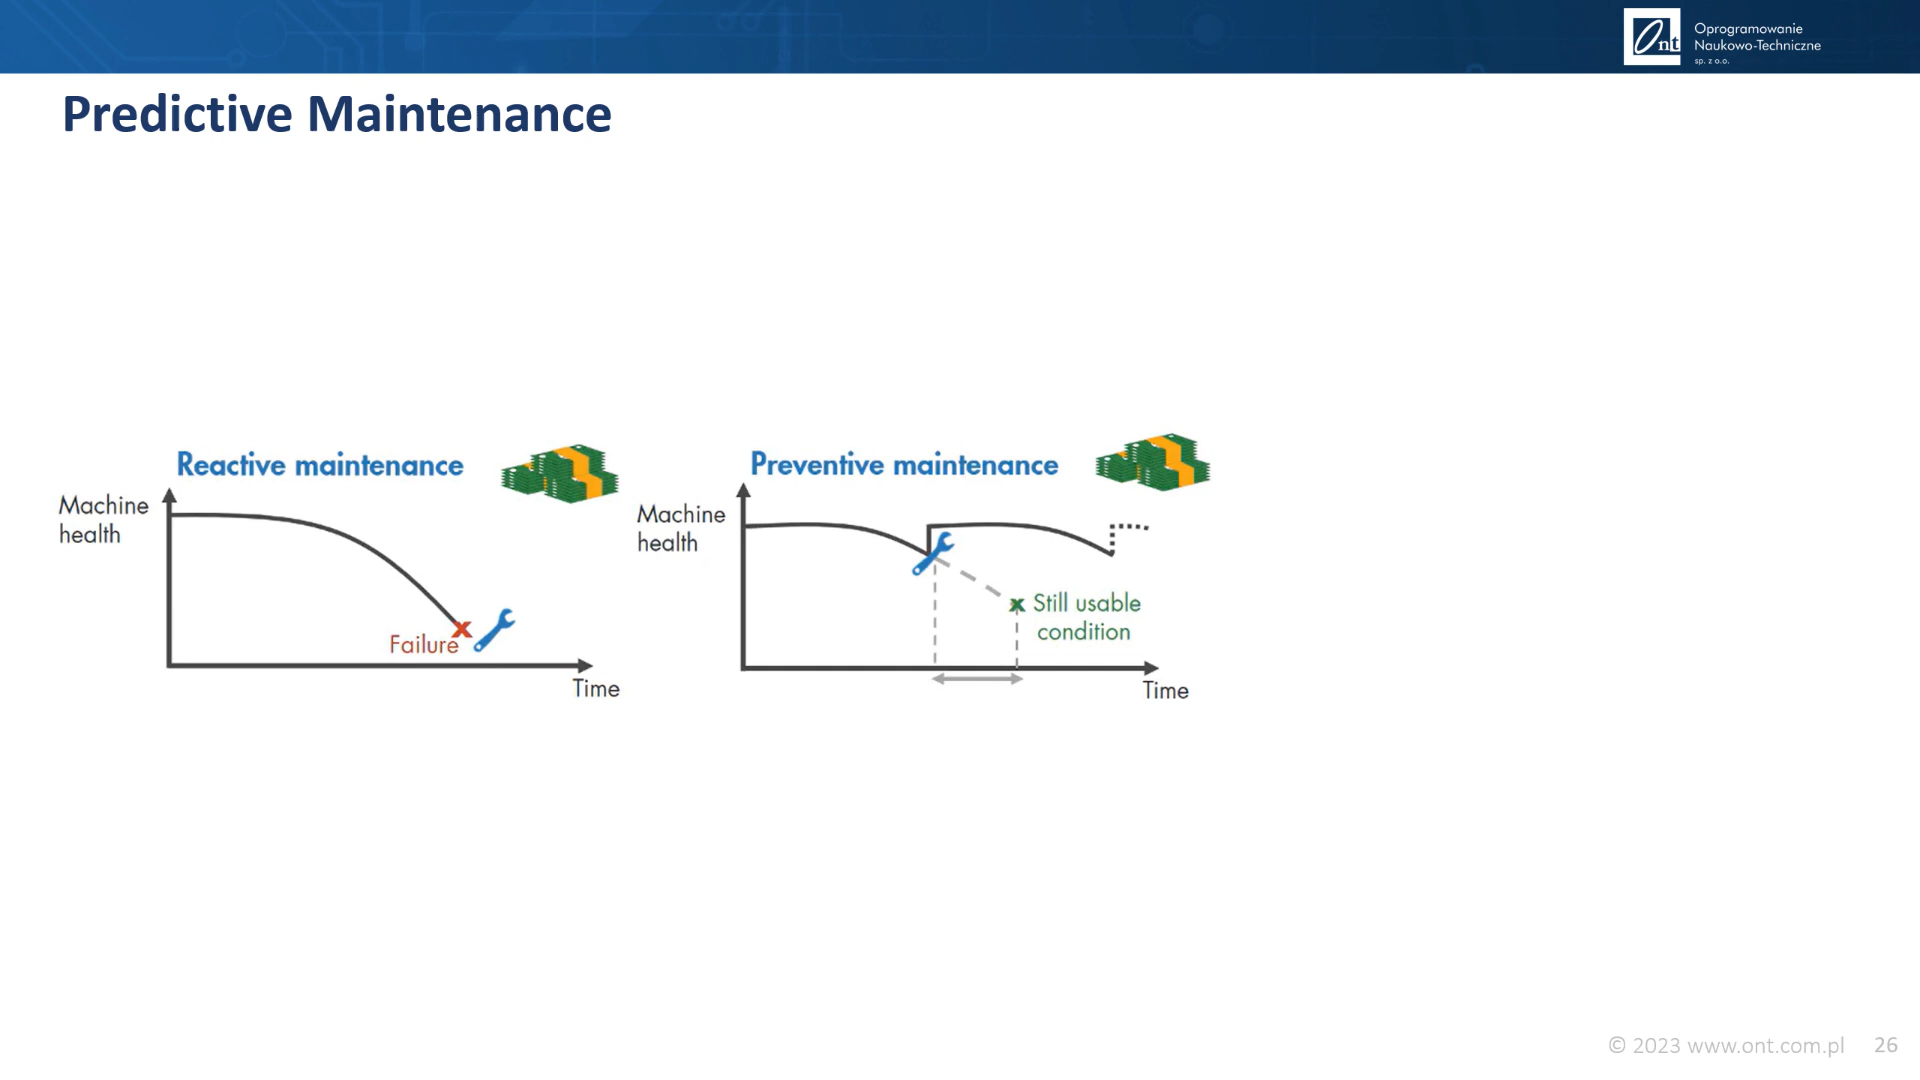 Ont
Oprogramowanie
Naukowo-Techniczne
sp. z o.o.
Predictive Maintenance
Reactive maintenance
Machine
health
Failure
Time
Preventive maintenance
Machine
health
Still usable
condition
Time
© 2023 www.ont.com.pl 26